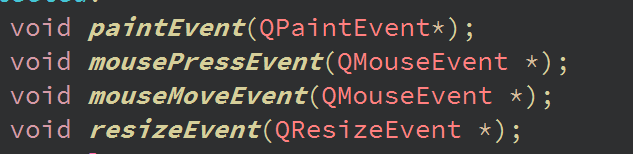 void paintEvent(QPaintEvent*);
void mousePressEvent(QMouseEvent *);
void mouseMoveEvent(QMouseEvent *);
void resizeEvent(QResizeEvent *);